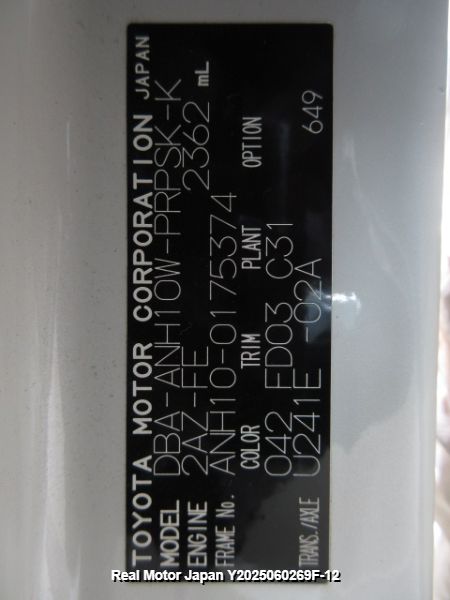 TOYOTA MOTOR CORPORATION JAPAN
MODEL DBA-ANH10W-PRPSK-K
ENGINE 2AZ-FE 2362 mL
FRAME No. ANH10-0175374
COLOR TRIM PLANT OPTION
042 FD03 C31
TRANS./AXLE U241E -02A 649
Real Motor Japan Y2025060269F-12